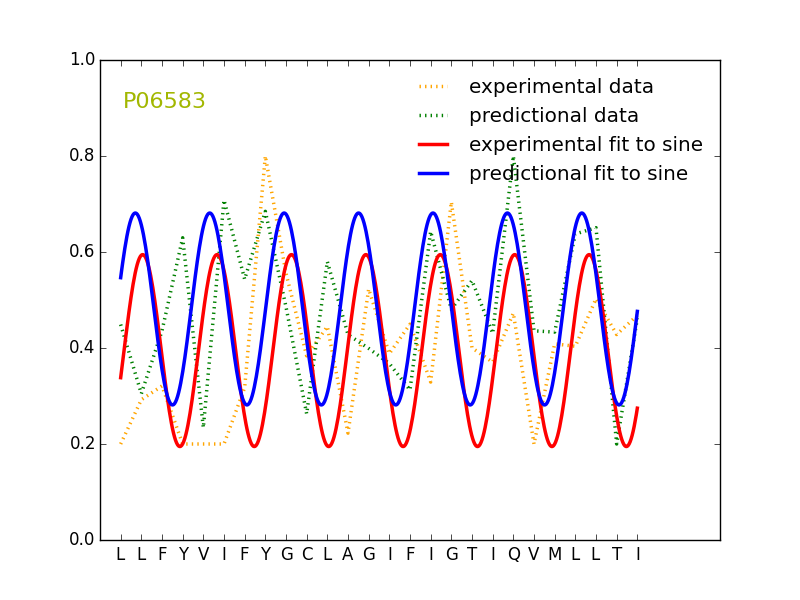 1.0
0.8
0.6
0.4
0.2
0.0
P06583
experimental data
predictional data
experimental fit to sine
predictional fit to sine
L L F Y V I F Y G C L A G I F I G T I Q V M L L T I